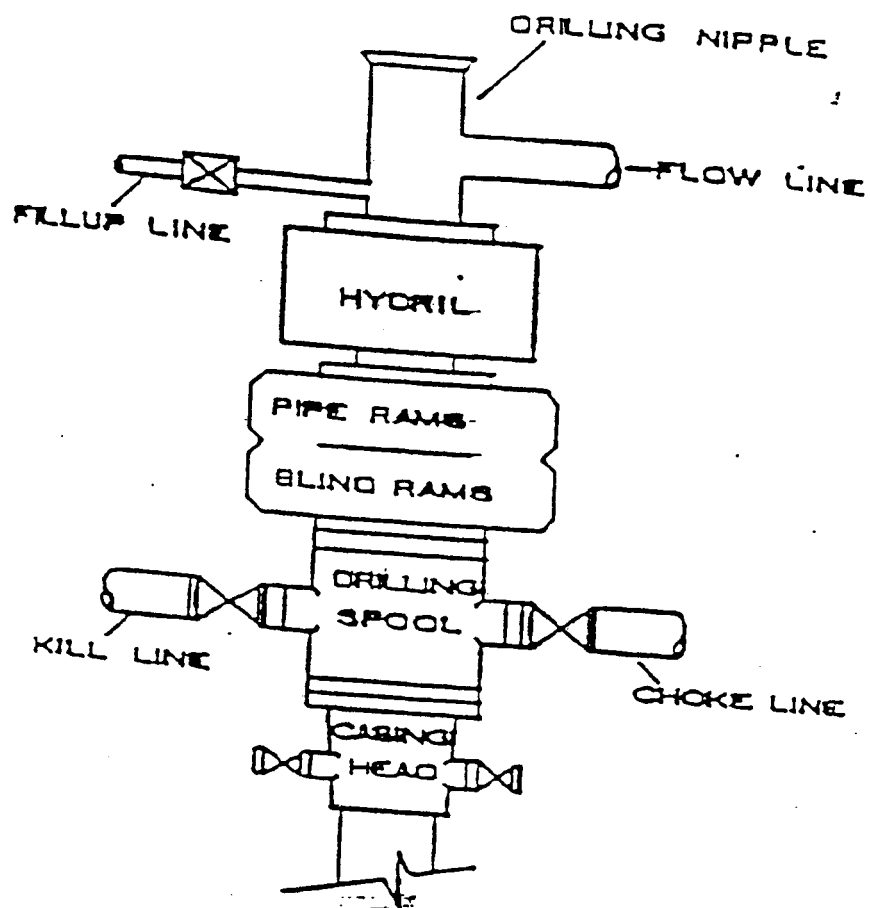 DRILLING NIPPLE
FLOW LINE
FILLUP LINE
HYDRIL
PIPE RAMS
BLIND RAMS
DRILLING
SPOOL
KILL LINE
CHOKE LINE
CASING
HEAD